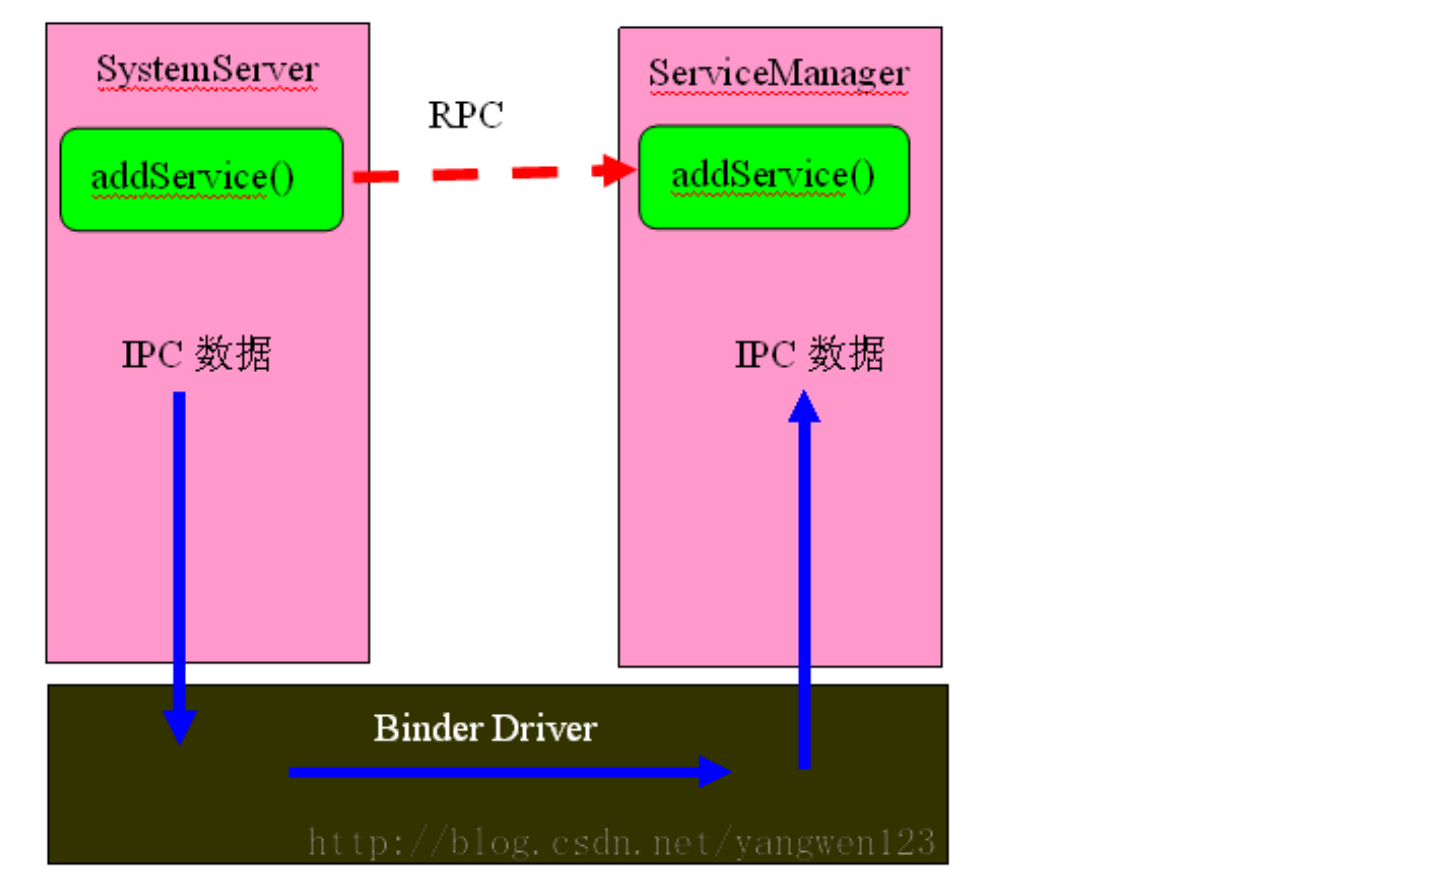 SystemServer
ServiceManager
RPC
addService()
addService()
IPC 数据
IPC 数据
Binder Driver
http://blog.csdn.net/yangwen123